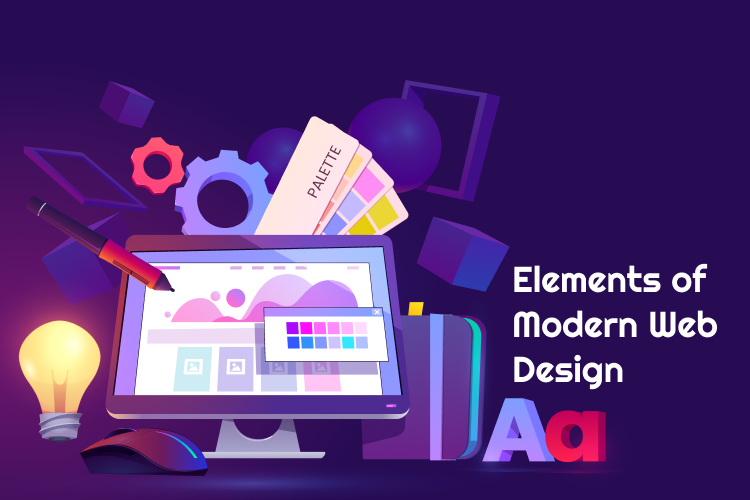 PALETTE
Elements of
Modern Web
Design
Aa